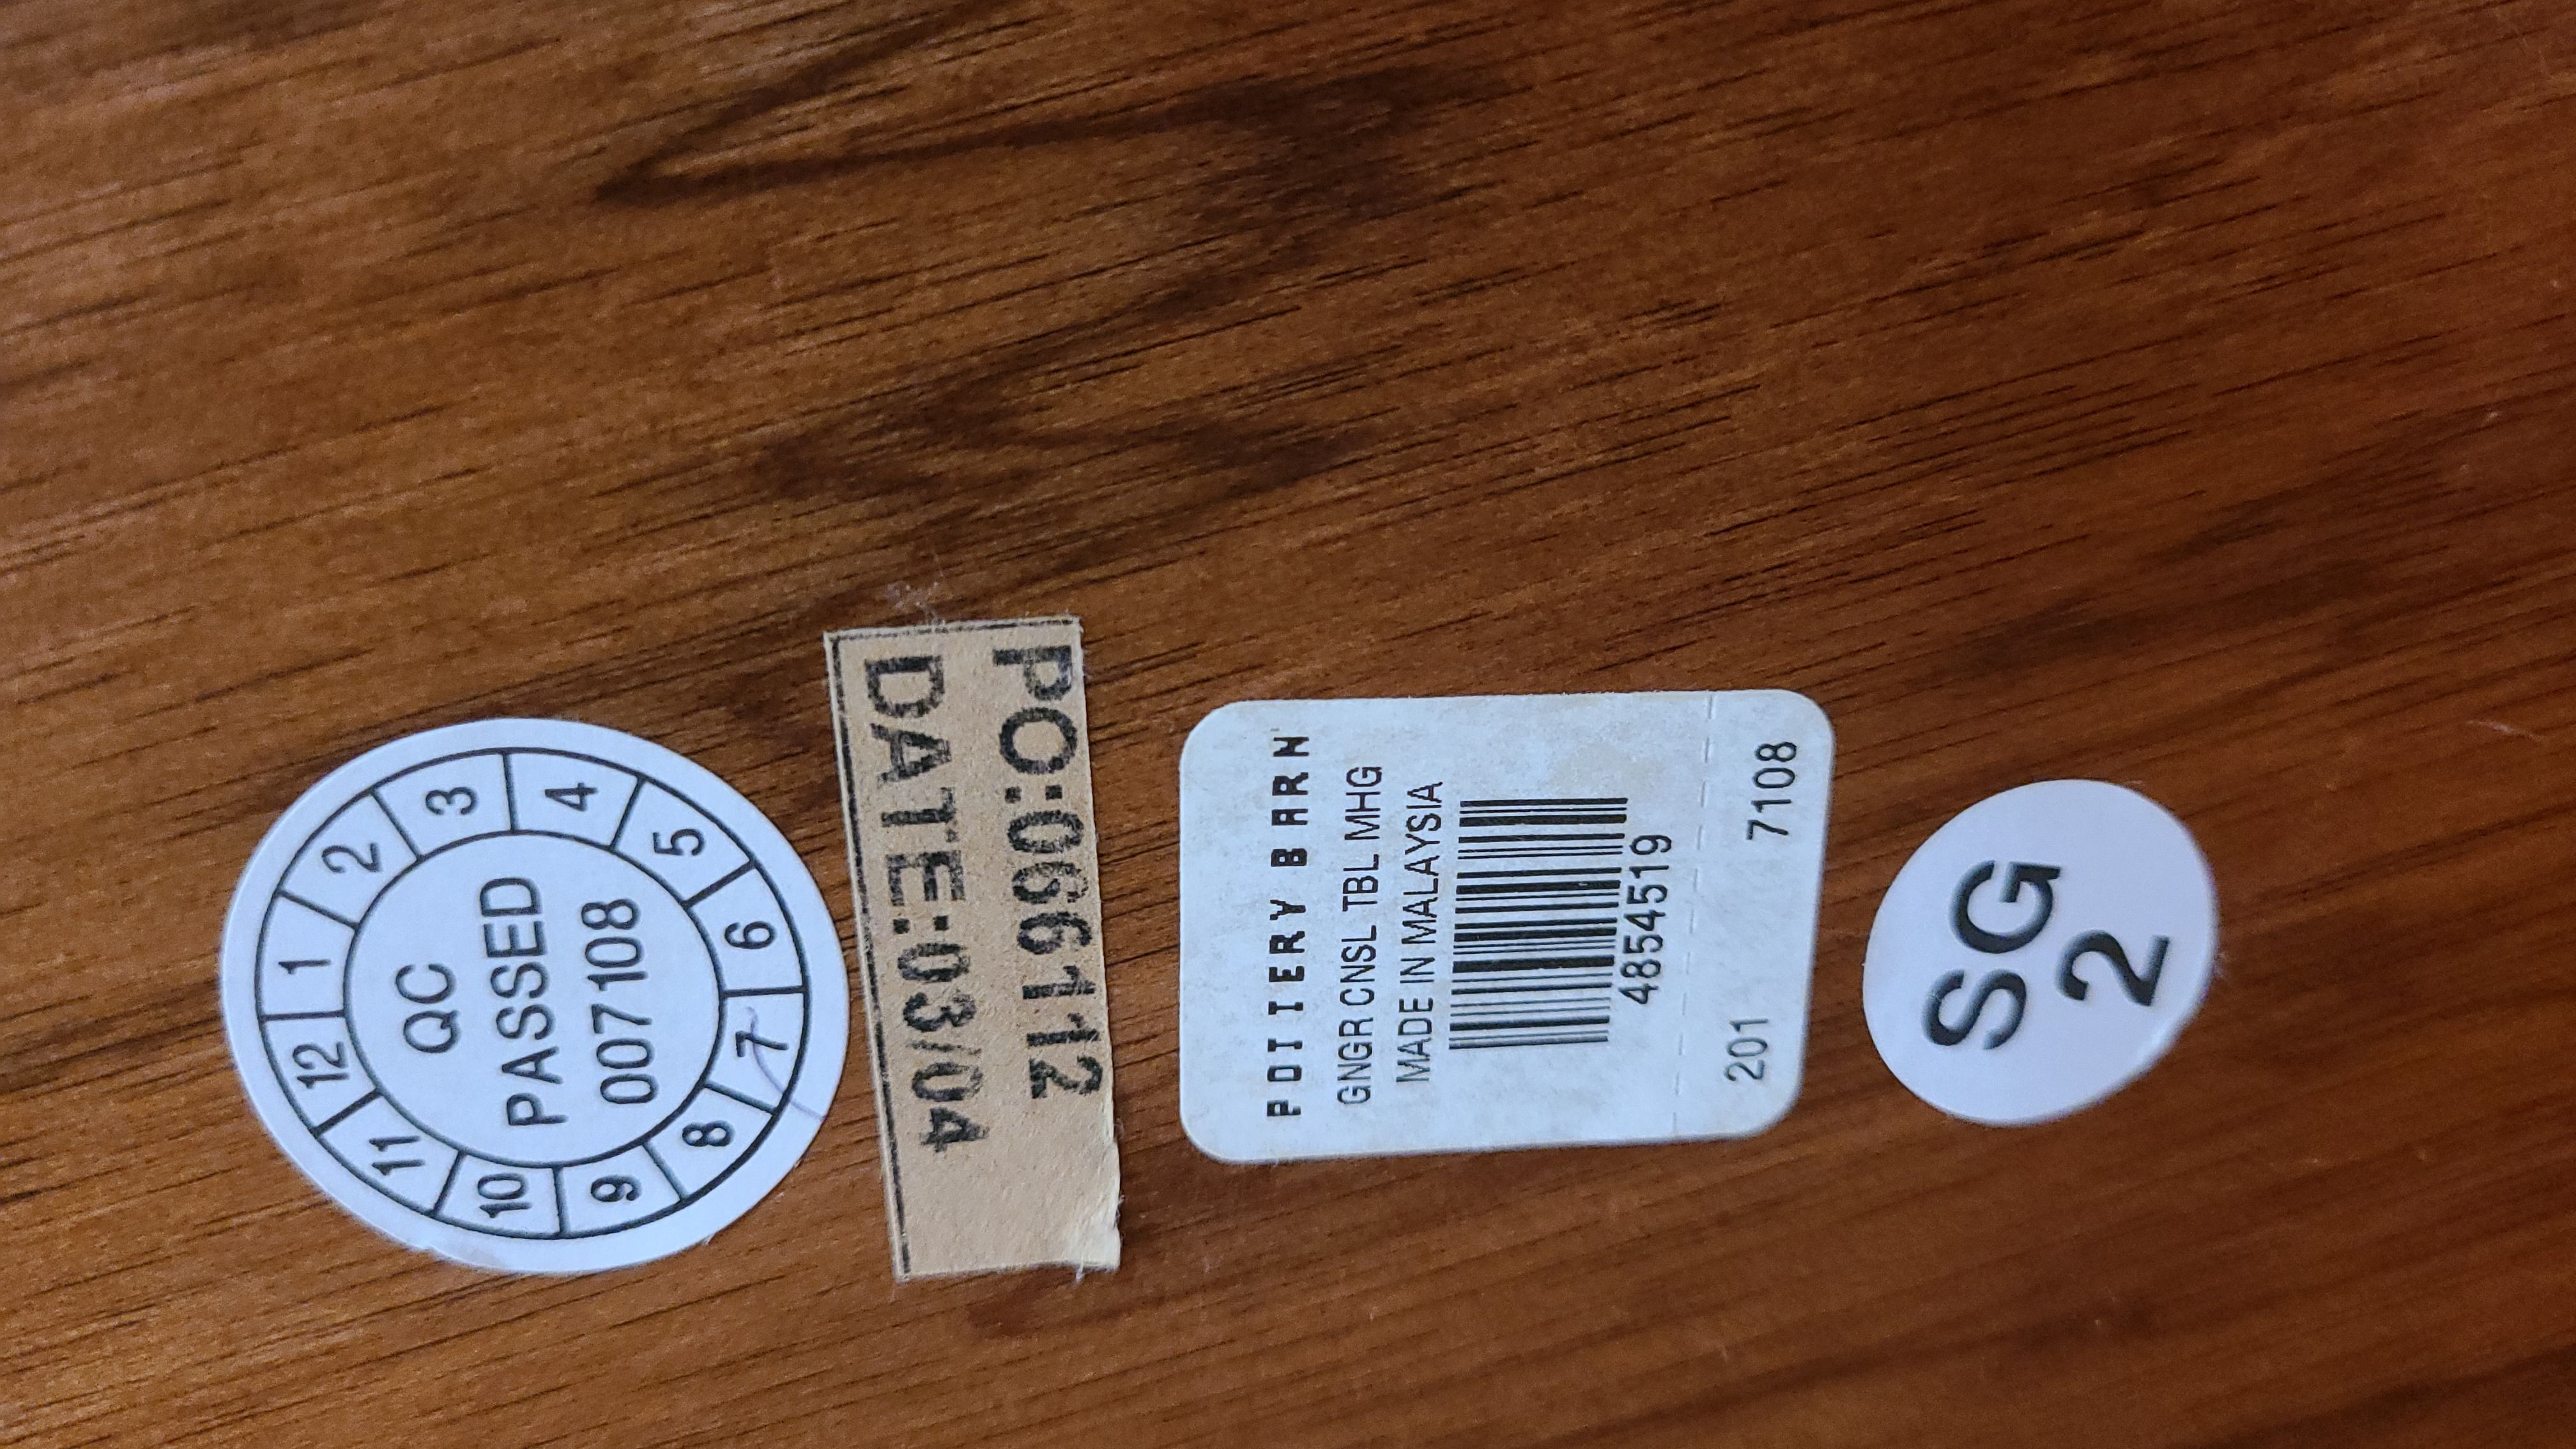 1
2
3
4
5
6
7
8
9
10
11
12
QC
PASSED
007108
PO:066112
DATE:03/04
POTTERY BARN
GNGR CNSL TBL MHG
MADE IN MALAYSIA
4854519
201 7108
SG
2